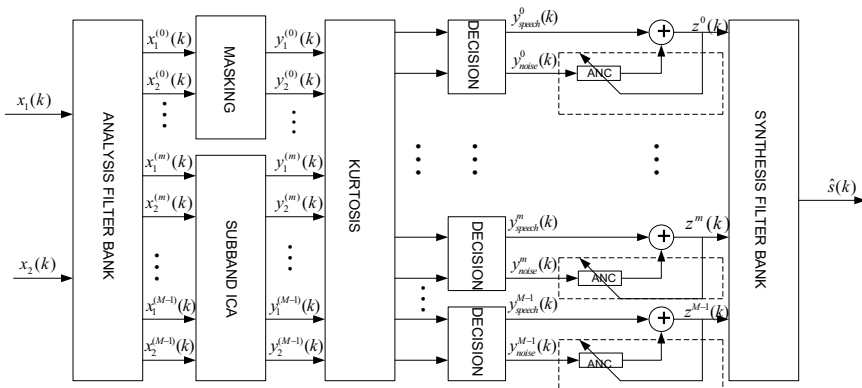 x_1(k)
x_2(k)
ANALYSIS FILTER BANK
x_1^{(0)}(k)
x_2^{(0)}(k)
x_1^{(m)}(k)
x_2^{(m)}(k)
x_1^{(M-1)}(k)
x_2^{(M-1)}(k)
MASKING
SUBBAND ICA
y_1^{(0)}(k)
y_2^{(0)}(k)
y_1^{(m)}(k)
y_2^{(m)}(k)
y_1^{(M-1)}(k)
y_2^{(M-1)}(k)
KURTOSIS
DECISION
y_{speech}^0(k)
y_{noise}^0(k)
ANC
+
z^0(k)
DECISION
y_{speech}^m(k)
y_{noise}^m(k)
ANC
+
z^m(k)
DECISION
y_{speech}^{M-1}(k)
y_{noise}^{M-1}(k)
ANC
+
z^{M-1}(k)
SYNTHESIS FILTER BANK
ŝ(k)